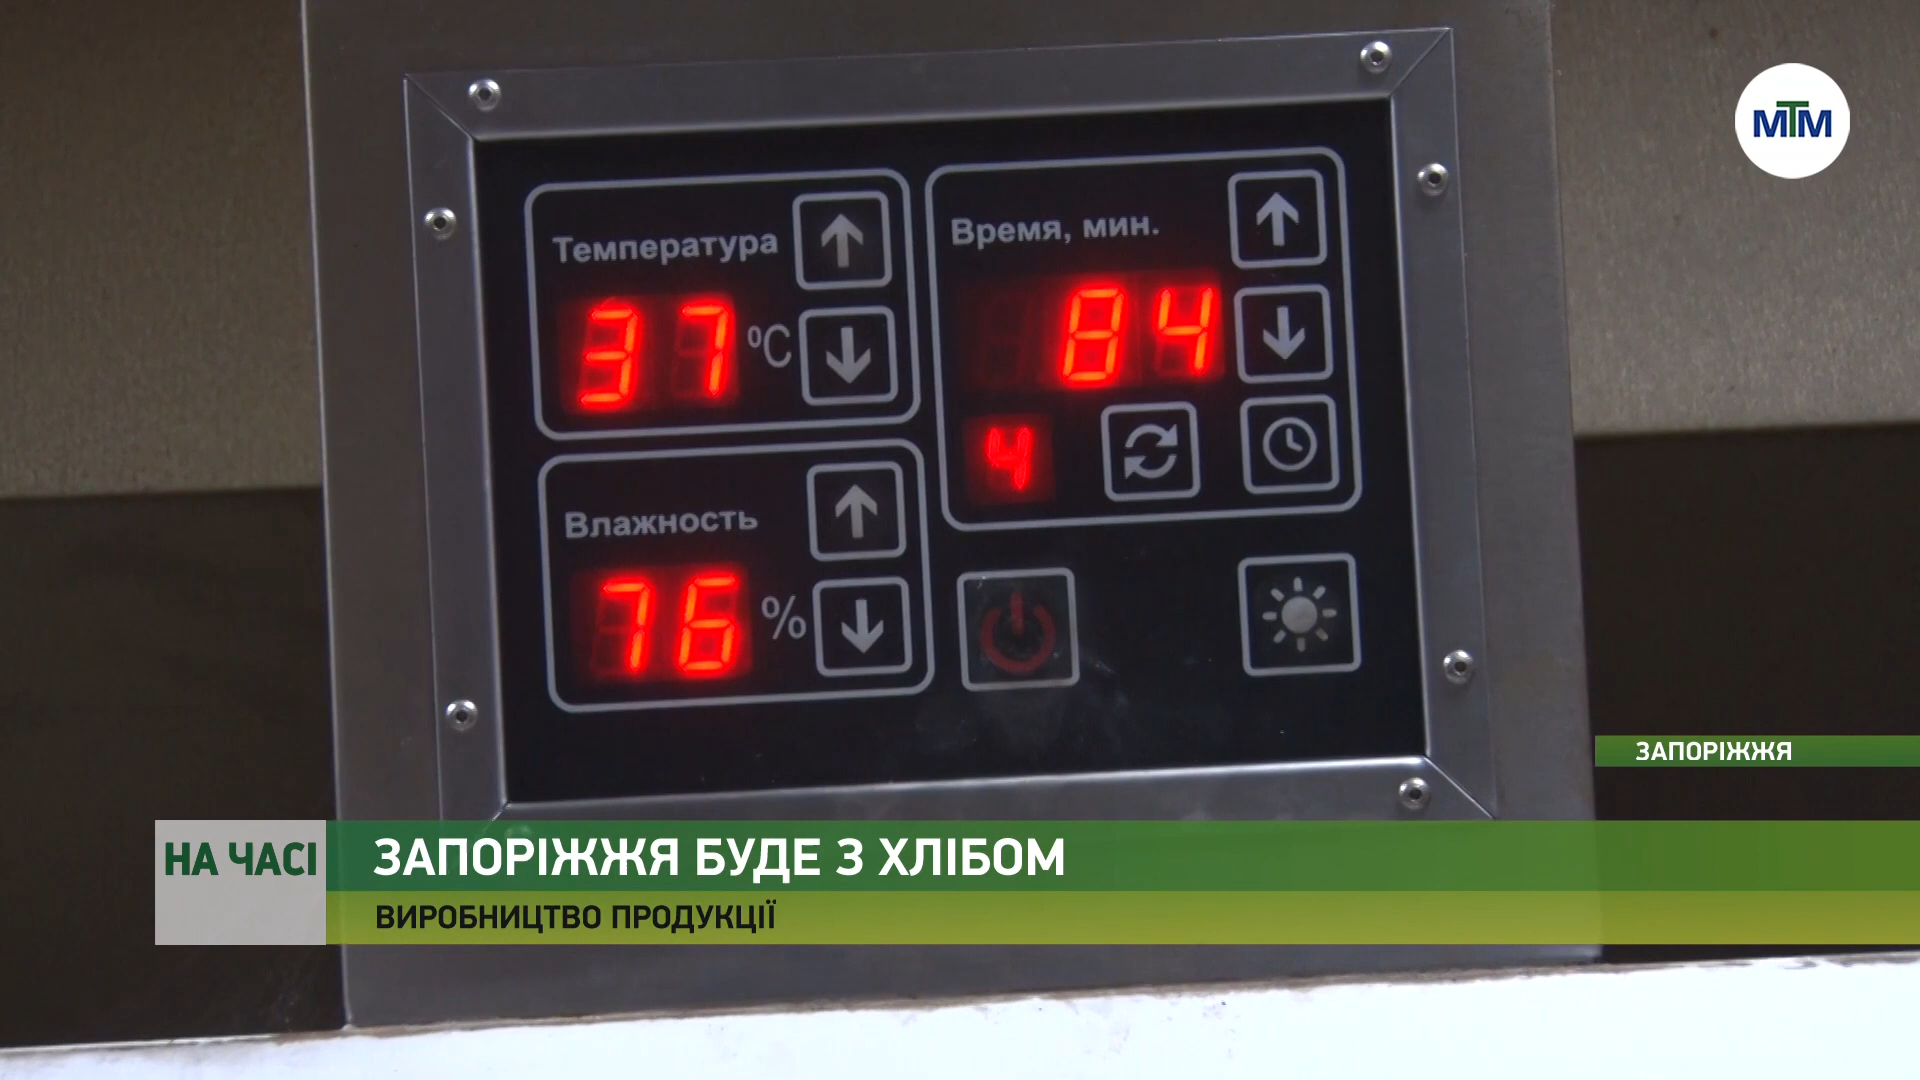 МТМ
Температура
37 °C
Время, мин.
84
4
Влажность
76 %
ЗАПОРІЖЖЯ
НА ЧАСІ
ЗАПОРІЖЖЯ БУДЕ З ХЛІБОМ
ВИРОБНИЦТВО ПРОДУКЦІЇ